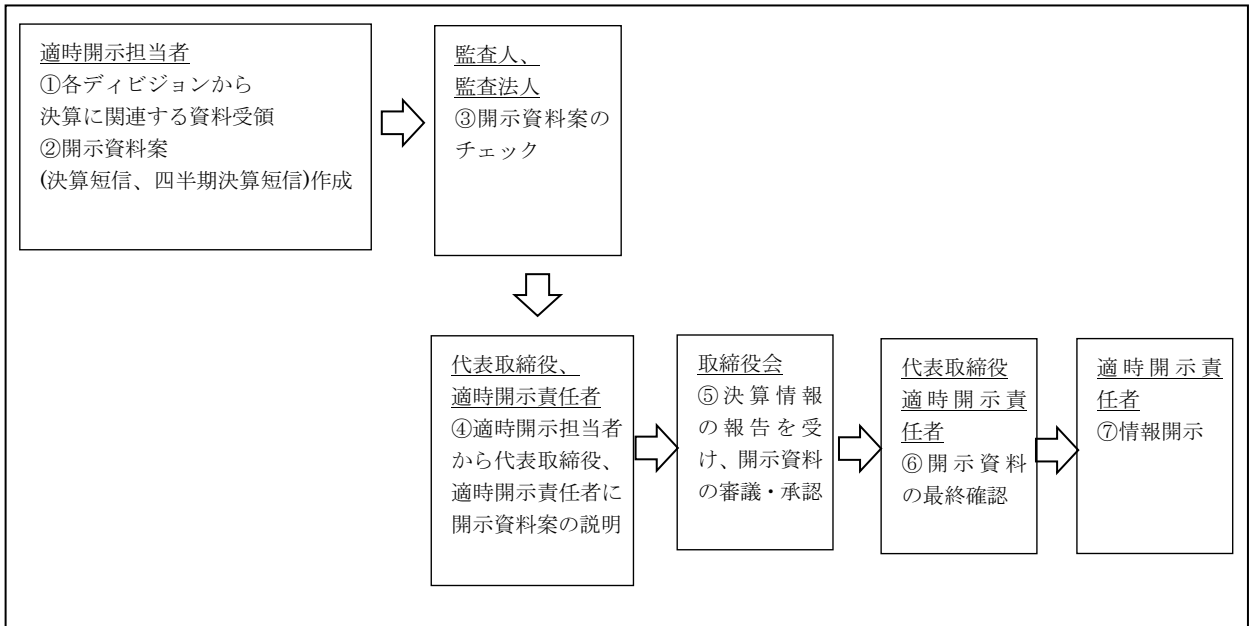 適時開示担当者
①各ディビジョンから
決算に関連する資料受領
②開示資料案
(決算短信、四半期決算短信)作成
監査人、
監査法人
③開示資料案の
チェック
代表取締役、
適時開示責任者
④適時開示担当者
から代表取締役、
適時開示責任者に
開示資料案の説明
取締役会
⑤決算情報
の報告を受
け、開示資料
の審議・承認
代表取締役
適時開示責
任者
⑥開示資料
の最終確認
適時開示責
任者
⑦情報開示